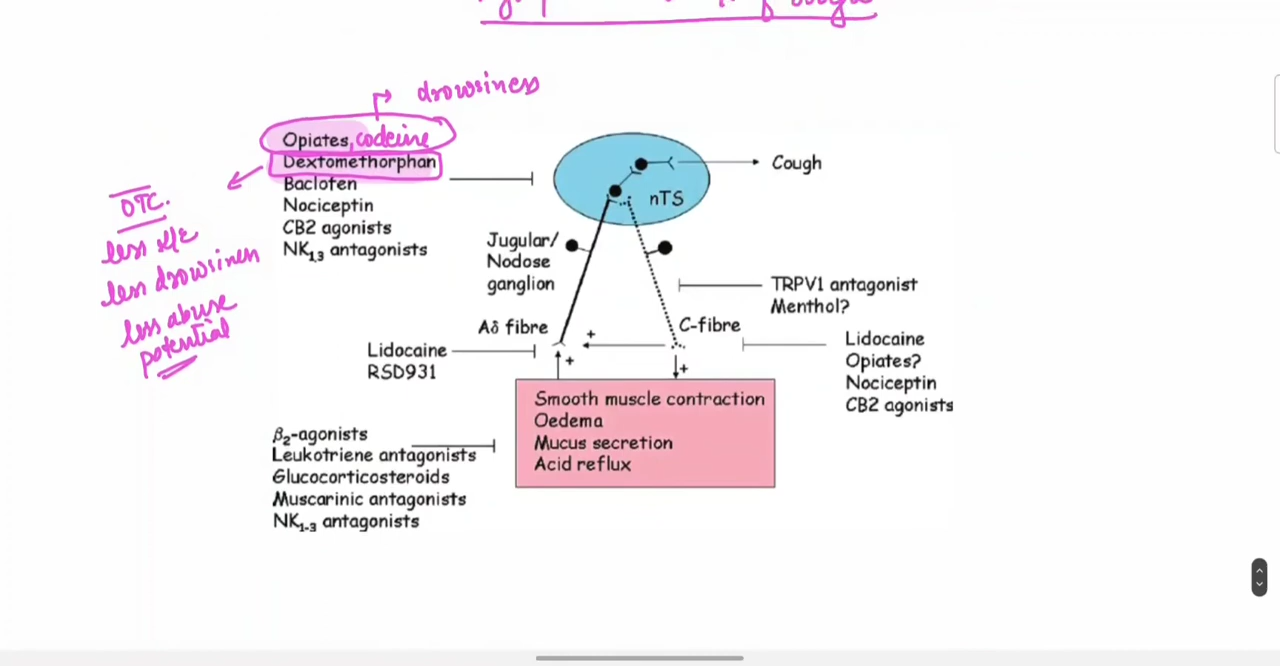 drowsiness
Opiates, codeine
Dextomethorphan
Baclofen
Nociceptin
CB2 agonists
NK1,3 antagonists
OTC.
less s/e
less drowsiness
less abuse
potential
nTS
Cough
Jugular/
Nodose
ganglion
TRPV1 antagonist
Menthol?
Aδ fibre
+
C-fibre
Lidocaine
RSD931
+
+
Lidocaine
Opiates?
Nociceptin
CB2 agonists
Smooth muscle contraction
Oedema
Mucus secretion
Acid reflux
β2-agonists
Leukotriene antagonists
Glucocorticosteroids
Muscarinic antagonists
NK1-3 antagonists